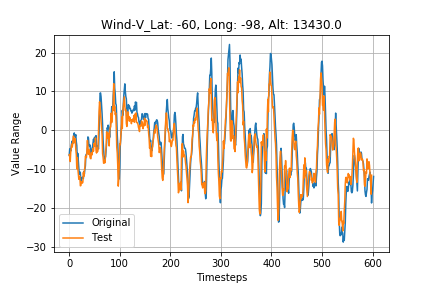 Wind-V_Lat: -60, Long: -98, Alt: 13430.0
Value Range
20
10
0
−10
−20
−30
Original
Test
0 100 200 300 400 500 600
Timesteps